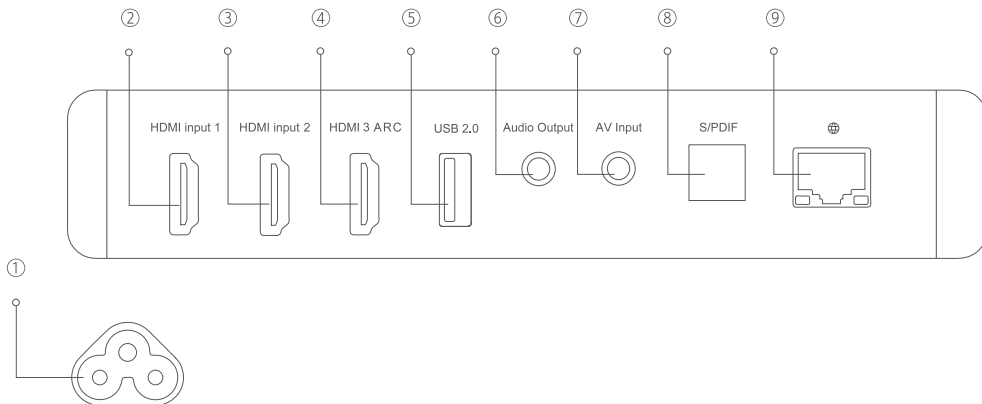 ② ③ ④ ⑤ ⑥ ⑦ ⑧ ⑨
HDMI input 1 HDMI input 2 HDMI 3 ARC USB 2.0 Audio Output AV Input S/PDIF
①